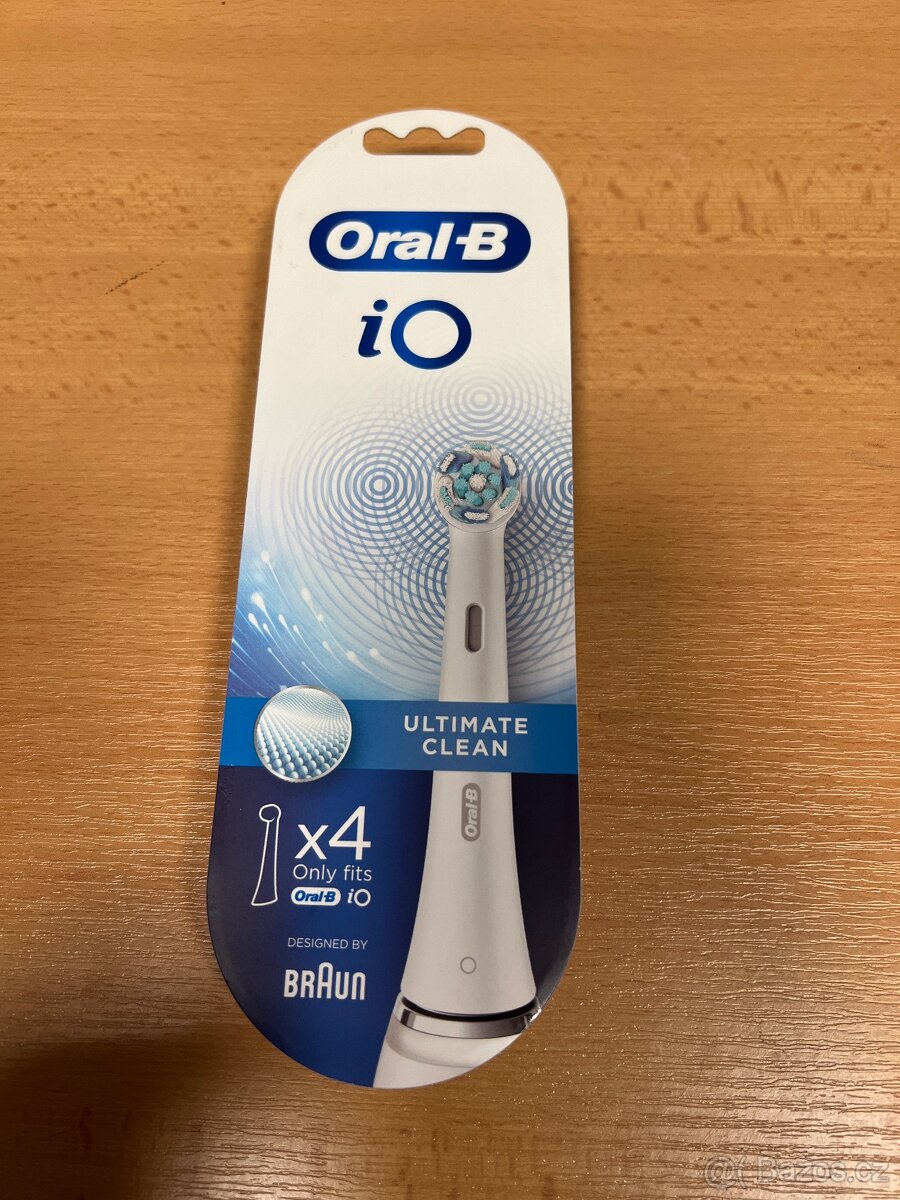 Oral-B
iO
ULTIMATE
CLEAN
Oral-B
x4
Only fits
Oral-B iO
DESIGNED BY
BRAUN
@( Bazos.cz